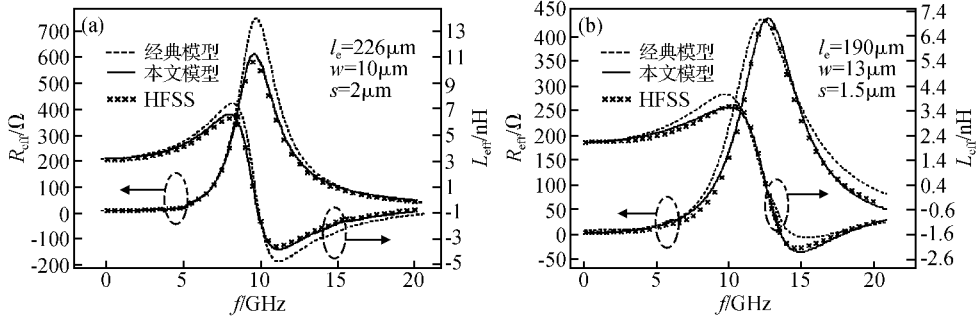 (a)
经典模型
本文模型
HFSS
lₑ=226μm
w=10μm
s=2μm
700
600
500
400
300
200
100
0
-100
-200
R_eff/Ω
13
11
9
7
5
3
1
-1
-3
-5
L_eff/nH
0 5 10 15 20
f/GHz
(b)
经典模型
本文模型
HFSS
lₑ=190μm
w=13μm
s=1.5μm
450
400
350
300
250
200
150
100
50
0
-50
R_eff/Ω
7.4
6.4
5.4
4.4
3.4
2.4
1.4
0.4
-0.6
-1.6
-2.6
L_eff/nH
0 5 10 15 20
f/GHz